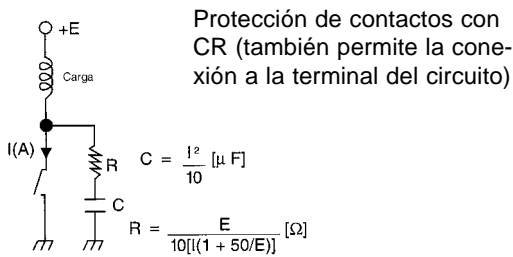 Protección de contactos con
CR (también permite la cone-
xión a la terminal del circuito)
+E
Carga
I(A)
R
C
C = I² / 10 [μ F]
R = E / 10[I(1 + 50/E)] [Ω]